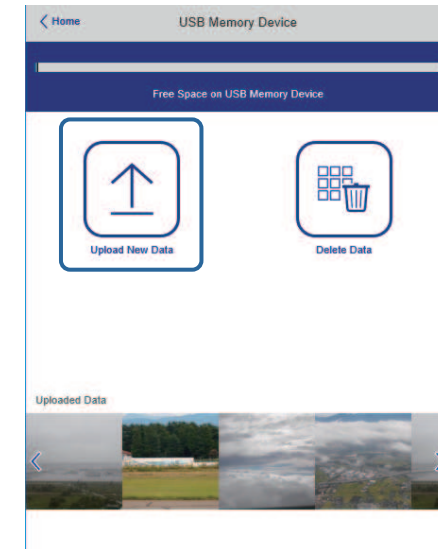 Home
USB Memory Device
Free Space on USB Memory Device
Upload New Data
Delete Data
Uploaded Data